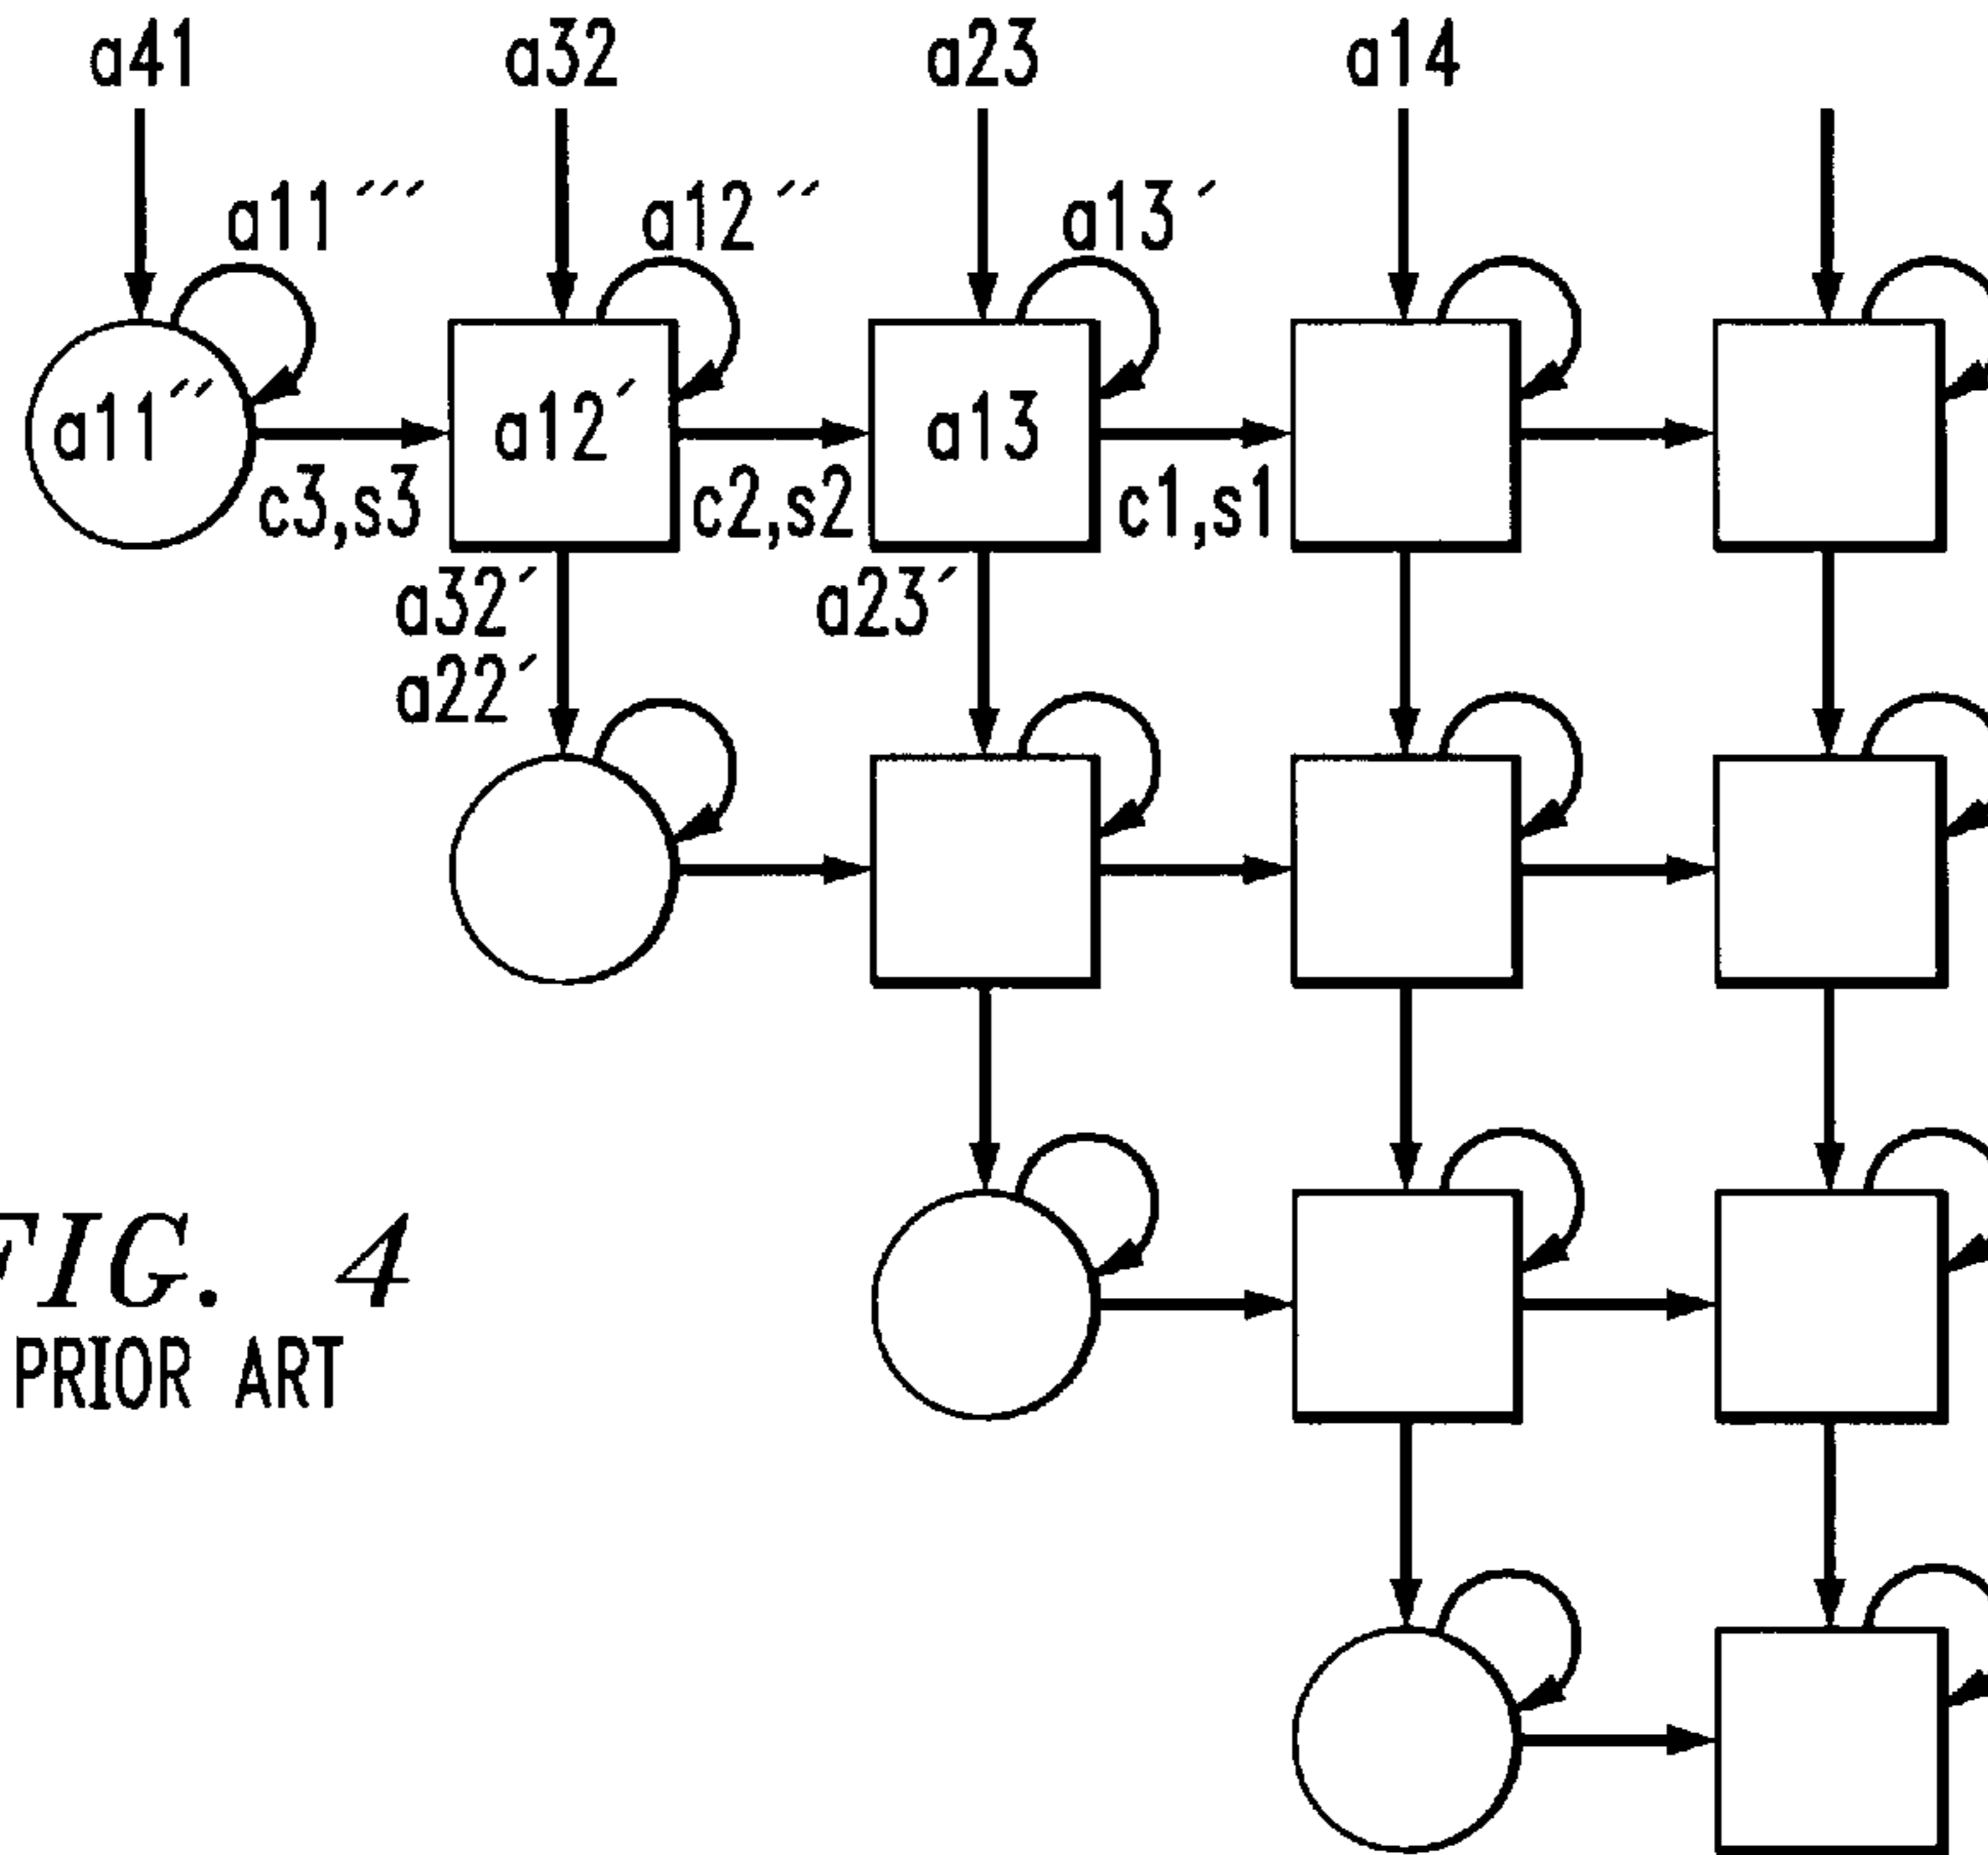 a41 a32 a23 a14
a11´´´ a12´´ a13´
a11´´ a12´ a13
c3,s3 c2,s2 c1,s1
a32´ a23´
a22´
FIG. 4
PRIOR ART